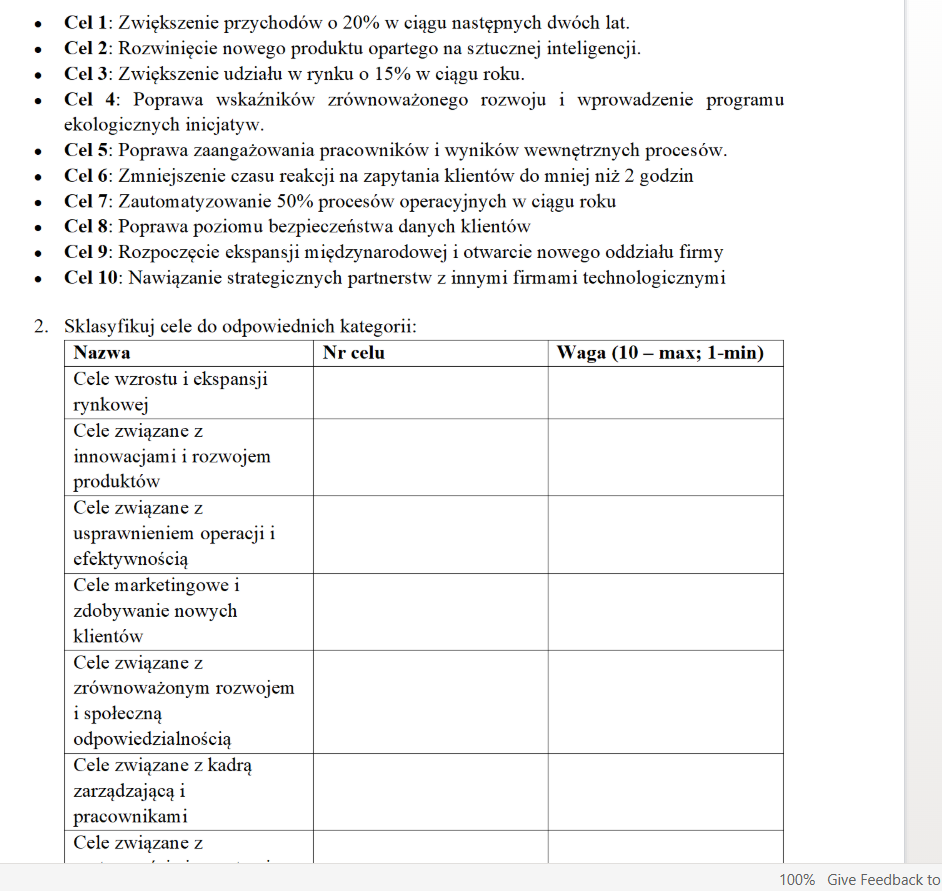 • Cel 1: Zwiększenie przychodów o 20% w ciągu następnych dwóch lat.
• Cel 2: Rozwinięcie nowego produktu opartego na sztucznej inteligencji.
• Cel 3: Zwiększenie udziału w rynku o 15% w ciągu roku.
• Cel 4: Poprawa wskaźników zrównoważonego rozwoju i wprowadzenie programu
ekologicznych inicjatyw.
• Cel 5: Poprawa zaangażowania pracowników i wyników wewnętrznych procesów.
• Cel 6: Zmniejszenie czasu reakcji na zapytania klientów do mniej niż 2 godzin
• Cel 7: Zautomatyzowanie 50% procesów operacyjnych w ciągu roku
• Cel 8: Poprawa poziomu bezpieczeństwa danych klientów
• Cel 9: Rozpoczęcie ekspansji międzynarodowej i otwarcie nowego oddziału firmy
• Cel 10: Nawiązanie strategicznych partnerstw z innymi firmami technologicznymi
2. Sklasyfikuj cele do odpowiednich kategorii:
Nazwa Nr celu Waga (10 – max; 1-min)
Cele wzrostu i ekspansji
rynkowej
Cele związane z
innowacjami i rozwojem
produktów
Cele związane z
usprawnieniem operacji i
efektywnością
Cele marketingowe i
zdobywanie nowych
klientów
Cele związane z
zrównoważonym rozwojem
i społeczną
odpowiedzialnością
Cele związane z kadrą
zarządzającą i
pracownikami
Cele związane z
100% Give Feedback to